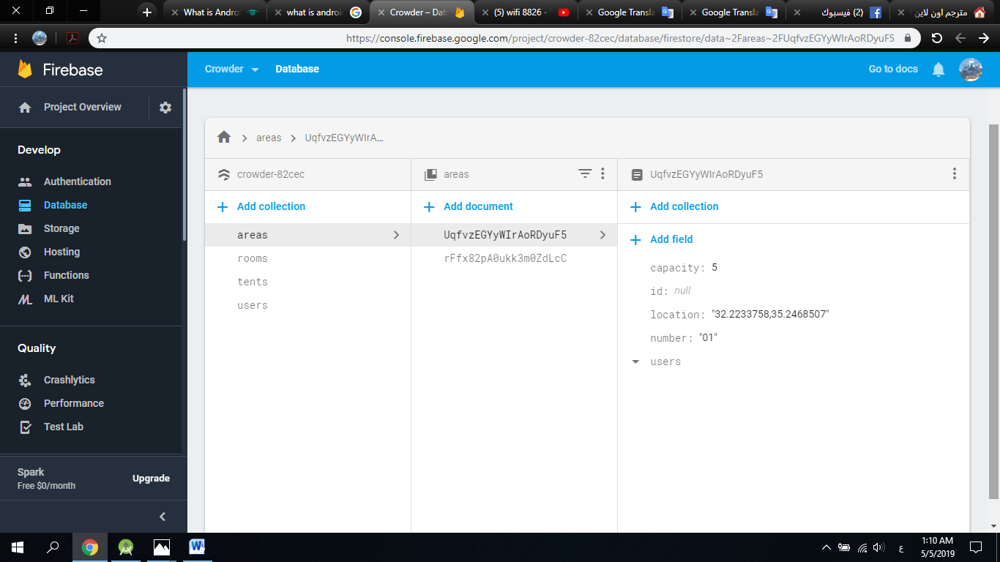 What is Andro
what is androi
Crowder – Dat
(5) wifi 8826 -
Google Transla
Google Transla
(2) فيسبوك
مترجم اون لاين
https://console.firebase.google.com/project/crowder-82cec/database/firestore/data~2Fareas~2FUqfvzEGYyWIrAoRDyuF5
Firebase
Crowder
Database
Go to docs
Project Overview
areas
UqfvzEGYyWIrA...
Develop
crowder-82cec
areas
UqfvzEGYyWIrAoRDyuF5
Authentication
Database
Storage
Hosting
Functions
ML Kit
Add collection
Add document
Add collection
areas
rooms
tents
users
UqfvzEGYyWIrAoRDyuF5
rFfx82pA0ukk3m0ZdLcC
Add field
capacity: 5
id: null
location: "32.2233758,35.2468507"
number: "01"
users
Quality
Crashlytics
Performance
Test Lab
Spark
Free $0/month
Upgrade
ع
1:10 AM
5/5/2019